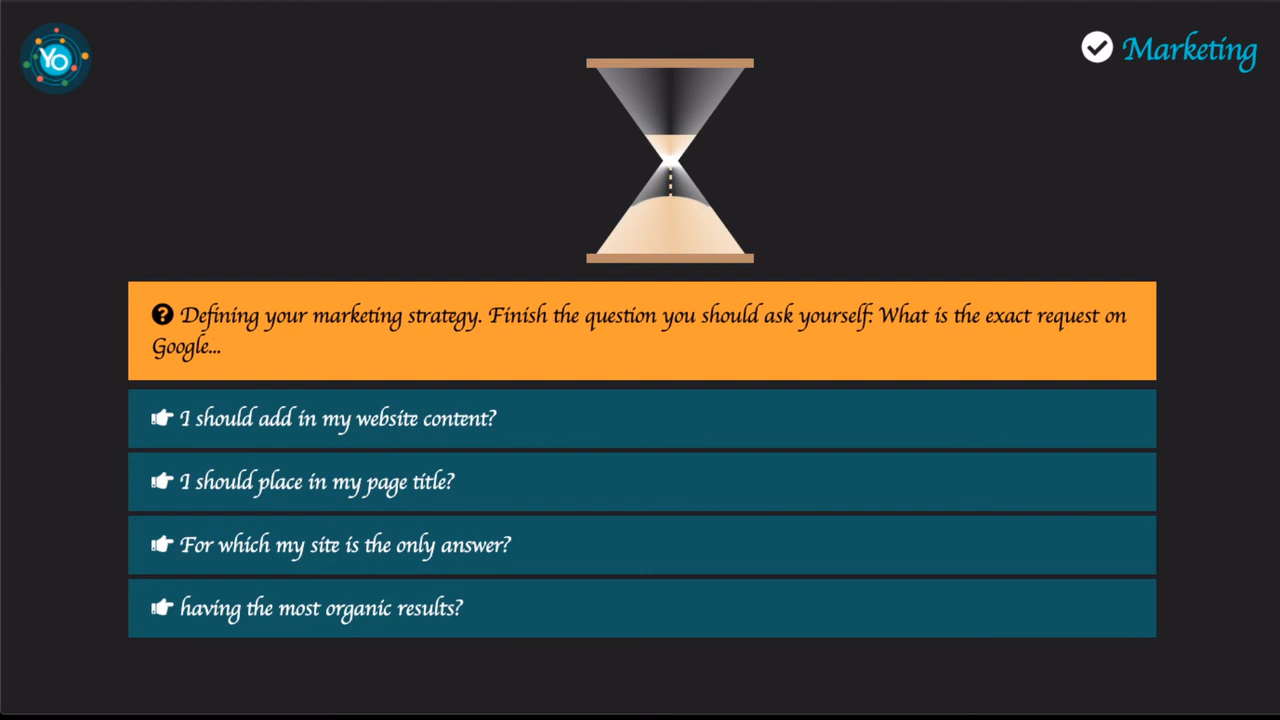 Yo
Marketing
Defining your marketing strategy. Finish the question you should ask yourself: What is the exact request on
Google...
I should add in my website content?
I should place in my page title?
For which my site is the only answer?
having the most organic results?